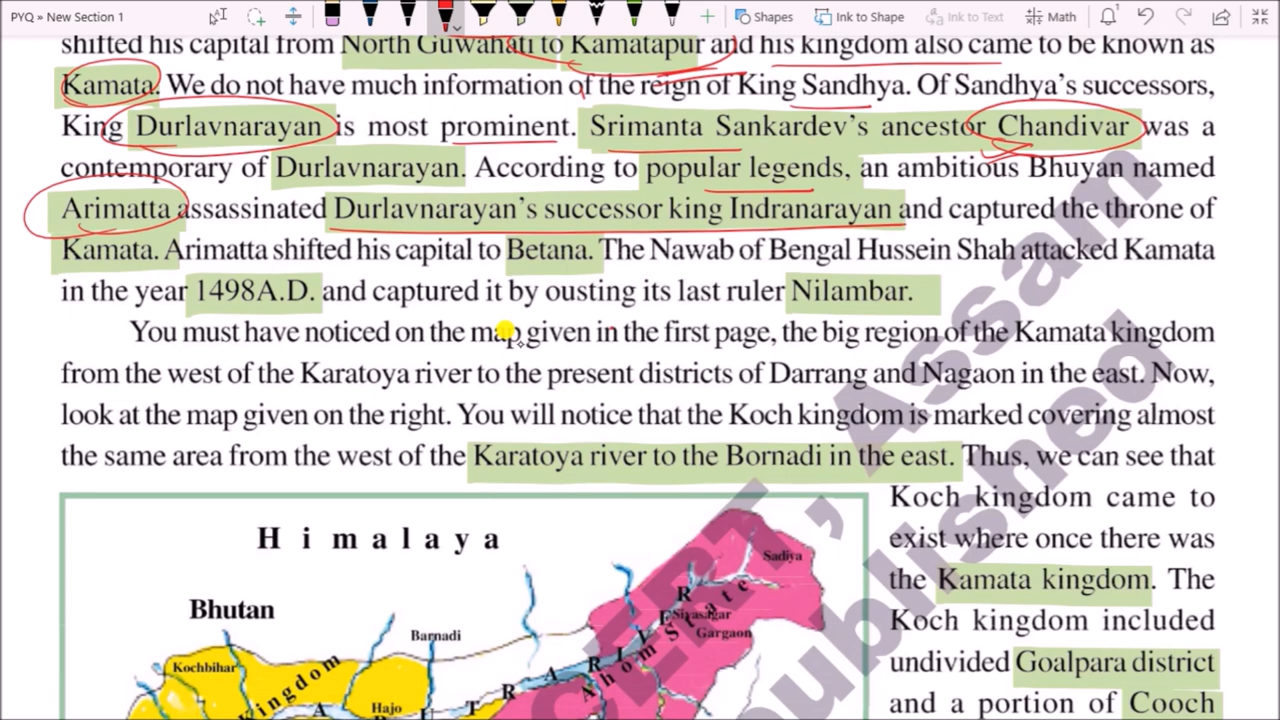 PYQ » New Section 1
Shapes
Ink to Shape
Ink to Text
Math
shifted his capital from North Guwahati to Kamatapur and his kingdom also came to be known as
Kamata. We do not have much information of the reign of King Sandhya. Of Sandhya's successors,
King Durlavnarayan is most prominent. Srimanta Sankardev's ancestor Chandivar was a
contemporary of Durlavnarayan. According to popular legends, an ambitious Bhuyan named
Arimatta assassinated Durlavnarayan's successor king Indranarayan and captured the throne of
Kamata. Arimatta shifted his capital to Betana. The Nawab of Bengal Hussein Shah attacked Kamata
in the year 1498A.D. and captured it by ousting its last ruler Nilambar.
You must have noticed on the map given in the first page, the big region of the Kamata kingdom
from the west of the Karatoya river to the present districts of Darrang and Nagaon in the east. Now,
look at the map given on the right. You will notice that the Koch kingdom is marked covering almost
the same area from the west of the Karatoya river to the Bornadi in the east. Thus, we can see that
Koch kingdom came to
exist where once there was
the Kamata kingdom. The
Koch kingdom included
undivided Goalpara district
and a portion of Cooch
Himalaya
Bhutan
Barnadi
Kochbihar
Kingdom
Hajo
Sadiya
Sivasagar
Gargaon
Ahom State
RIVER
, Assam
published